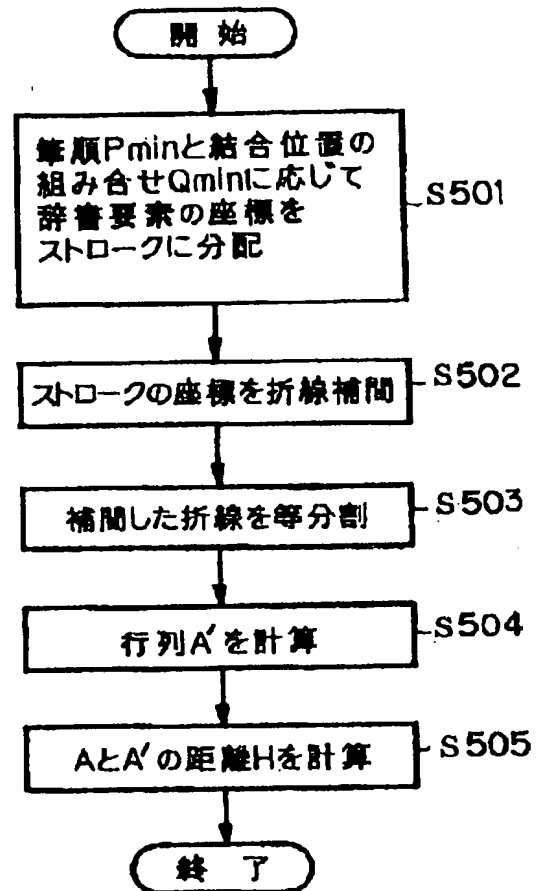 開始
筆順Pminと結合位置の
組み合せQminに応じて
辞書要素の座標を
ストロークに分配
S501
ストロークの座標を折線補間
S502
補間した折線を等分割
S503
行列A′を計算
S504
AとA′の距離Hを計算
S505
終了